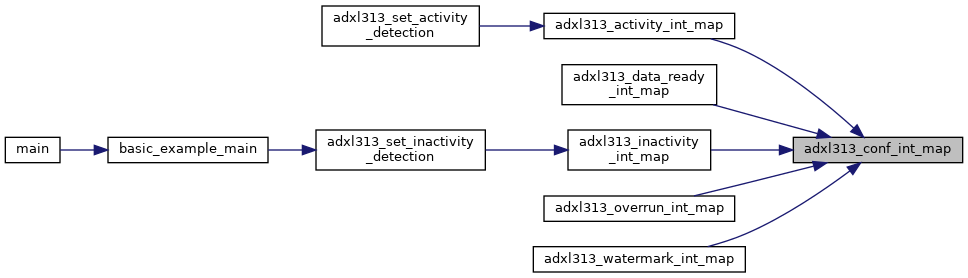 adxl313_set_activity
_detection
adxl313_activity_int_map
adxl313_data_ready
_int_map
main
basic_example_main
adxl313_set_inactivity
_detection
adxl313_inactivity
_int_map
adxl313_conf_int_map
adxl313_overrun_int_map
adxl313_watermark_int_map